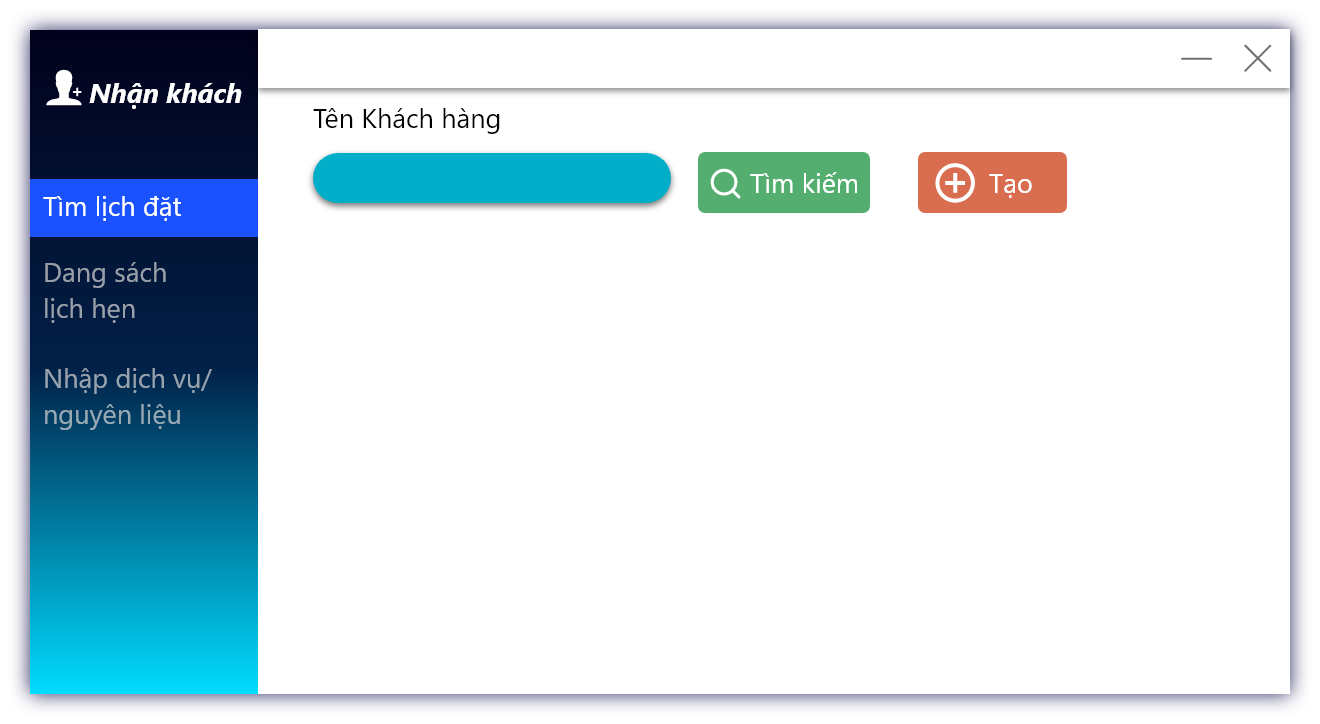 Nhận khách
Tìm lịch đặt
Dang sách
lịch hẹn
Nhập dịch vụ/
nguyên liệu
Tên Khách hàng
Tìm kiếm
Tạo